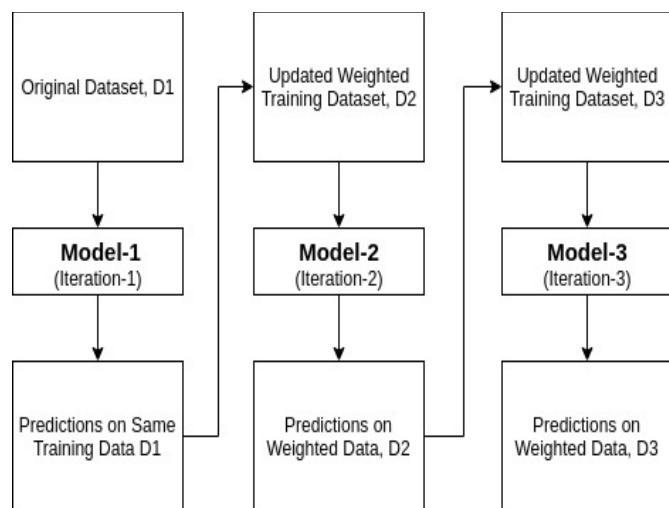 Original Dataset, D1
Updated Weighted
Training Dataset, D2
Updated Weighted
Training Dataset, D3
Model-1
(Iteration-1)
Model-2
(Iteration-2)
Model-3
(Iteration-3)
Predictions on Same
Training Data D1
Predictions on
Weighted Data, D2
Predictions on
Weighted Data, D3